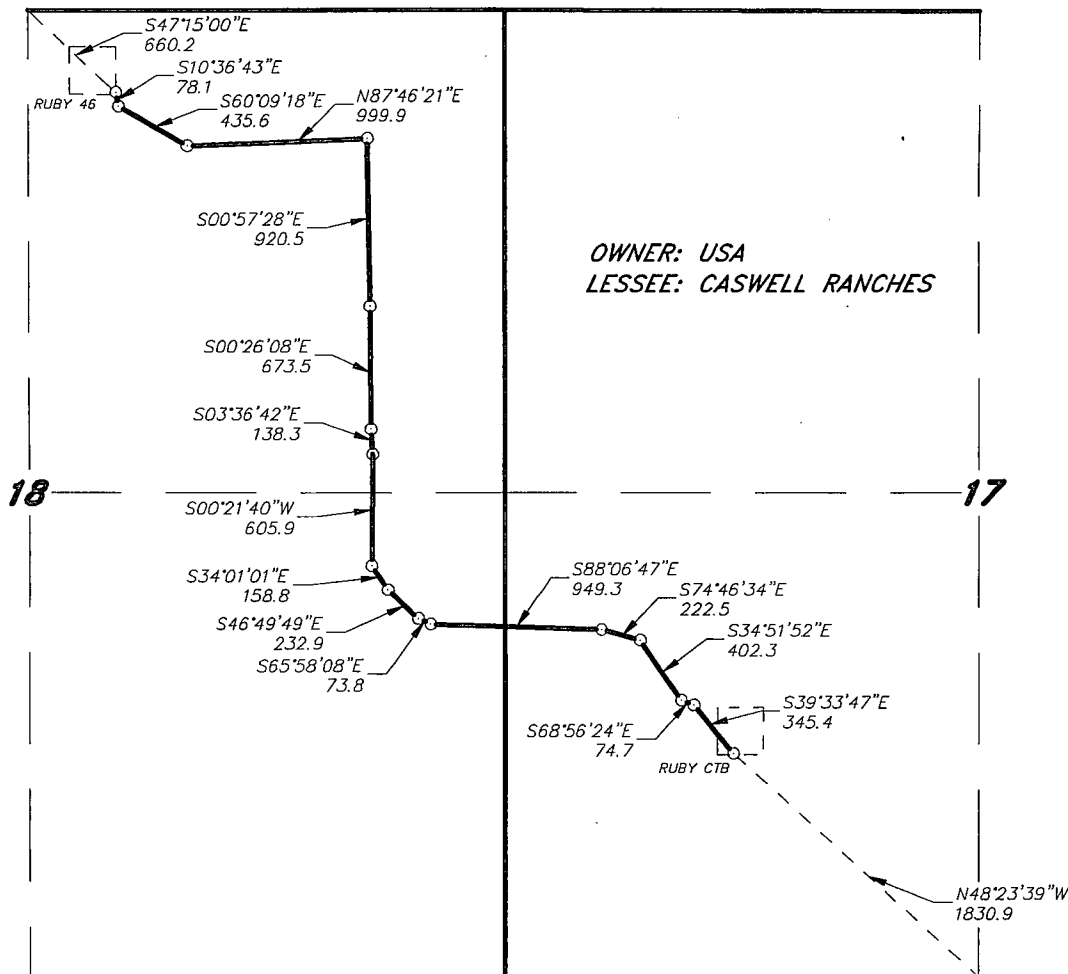 S47°15'00"E
660.2
S10°36'43"E
78.1
RUBY 46
S60°09'18"E
435.6
N87°46'21"E
999.9
S00°57'28"E
920.5
OWNER: USA
LESSEE: CASWELL RANCHES
S00°26'08"E
673.5
S03°36'42"E
138.3
18
17
S00°21'40"W
605.9
S34°01'01"E
158.8
S88°06'47"E
949.3
S74°46'34"E
222.5
S46°49'49"E
232.9
S34°51'52"E
402.3
S65°58'08"E
73.8
S39°33'47"E
345.4
S68°56'24"E
74.7
RUBY CTB
N48°23'39"W
1830.9